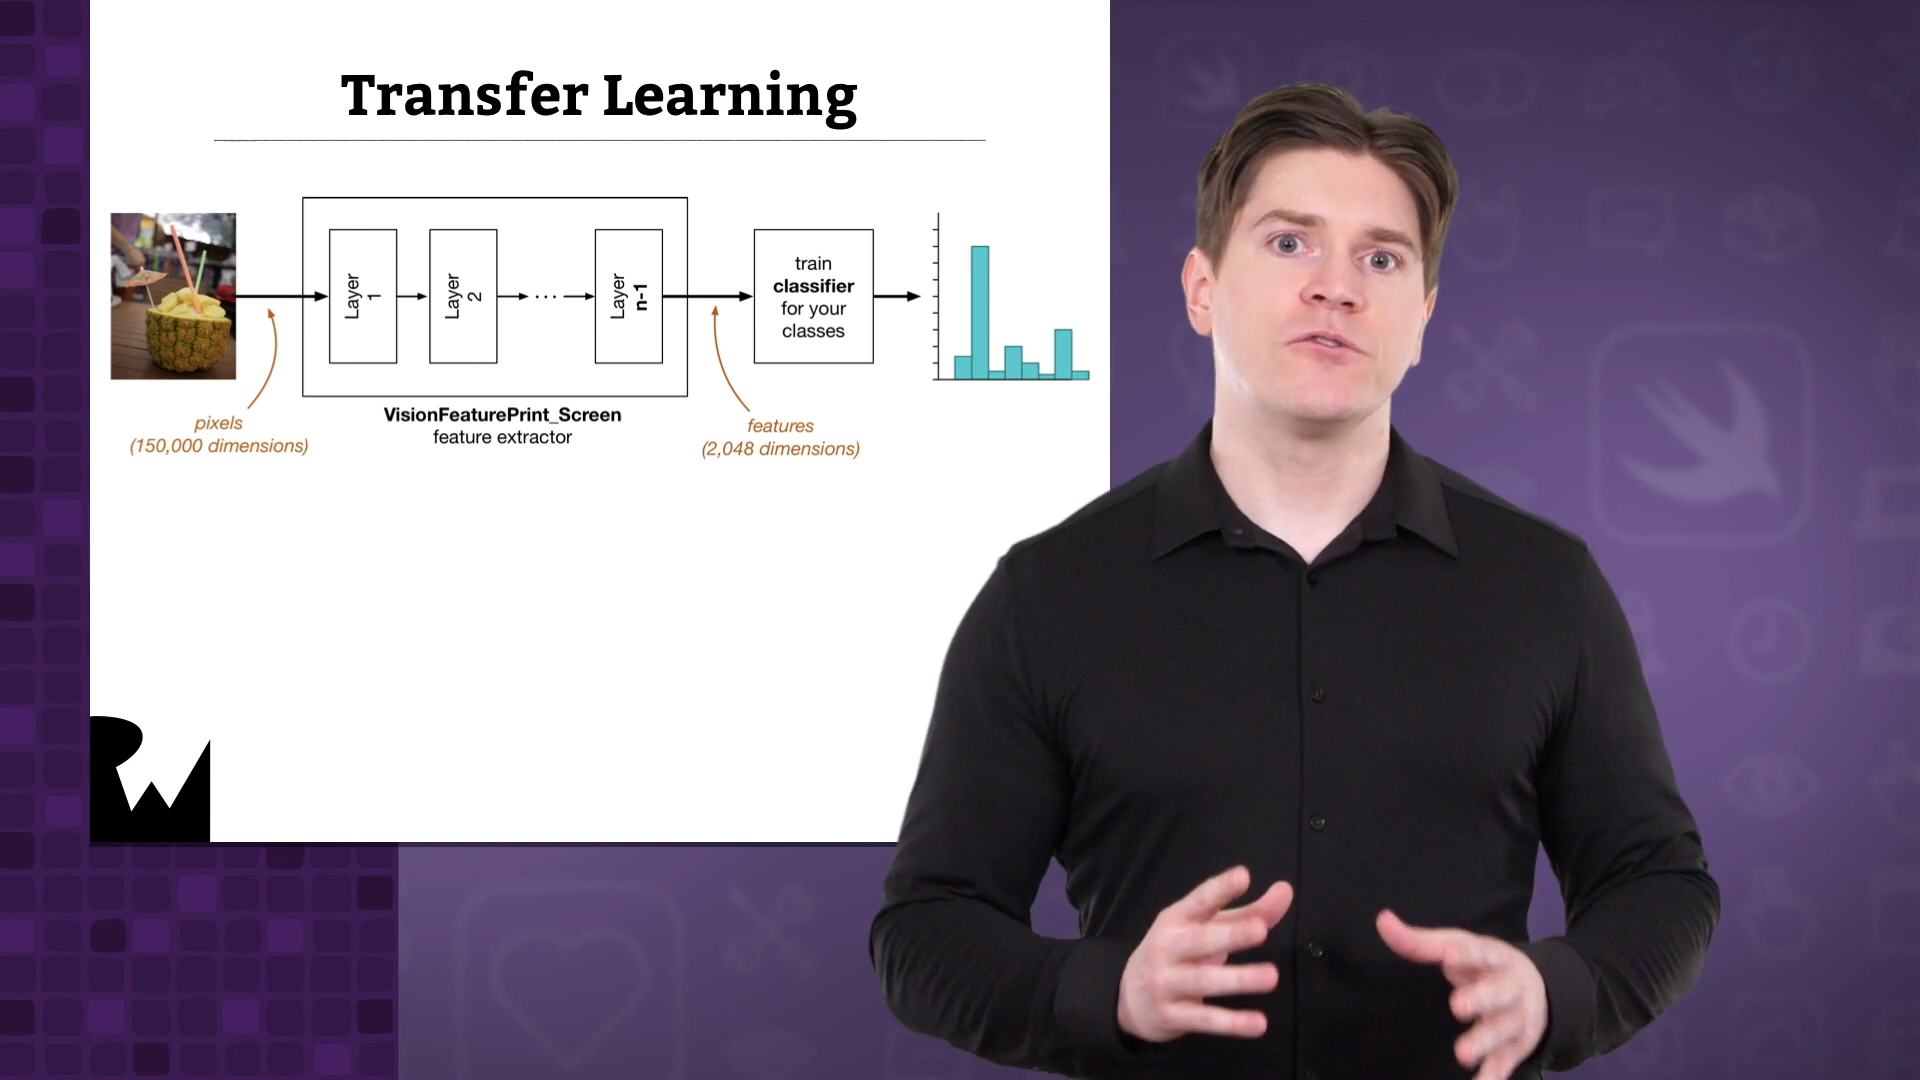 Transfer Learning
Layer
1
Layer
2
...
Layer
n-1
train
classifier
for your
classes
pixels
(150,000 dimensions)
VisionFeaturePrint_Screen
feature extractor
features
(2,048 dimensions)
RW